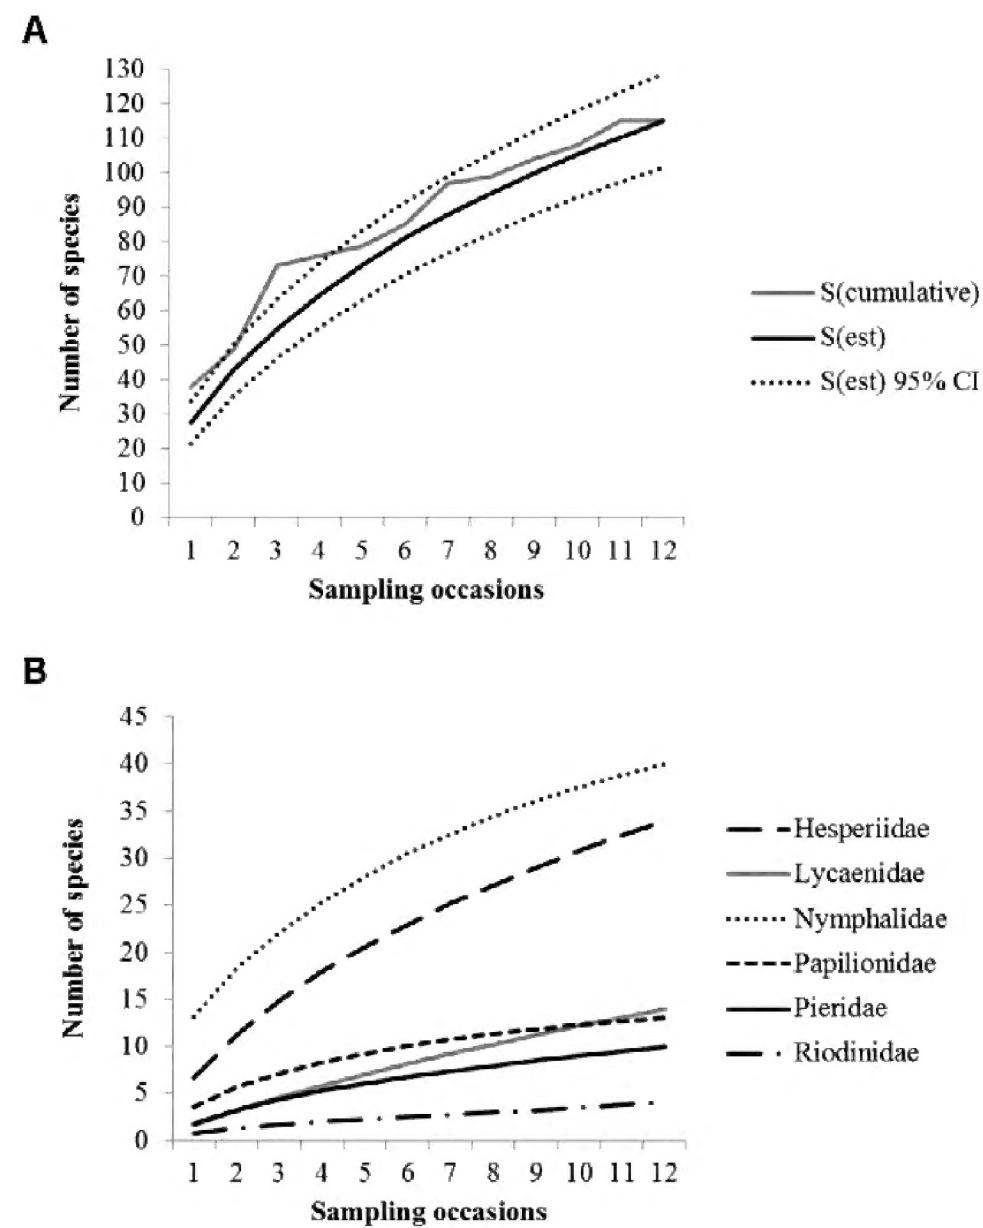 A
130
120
110
100
90
80
70
60
50
40
30
20
10
0
Number of species
1 2 3 4 5 6 7 8 9 10 11 12
Sampling occasions
S(cumulative)
S(est)
S(est) 95% CI
B
45
40
35
30
25
20
15
10
5
0
Number of species
1 2 3 4 5 6 7 8 9 10 11 12
Sampling occasions
Hesperiidae
Lycaenidae
Nymphalidae
Papilionidae
Pieridae
Riodinidae